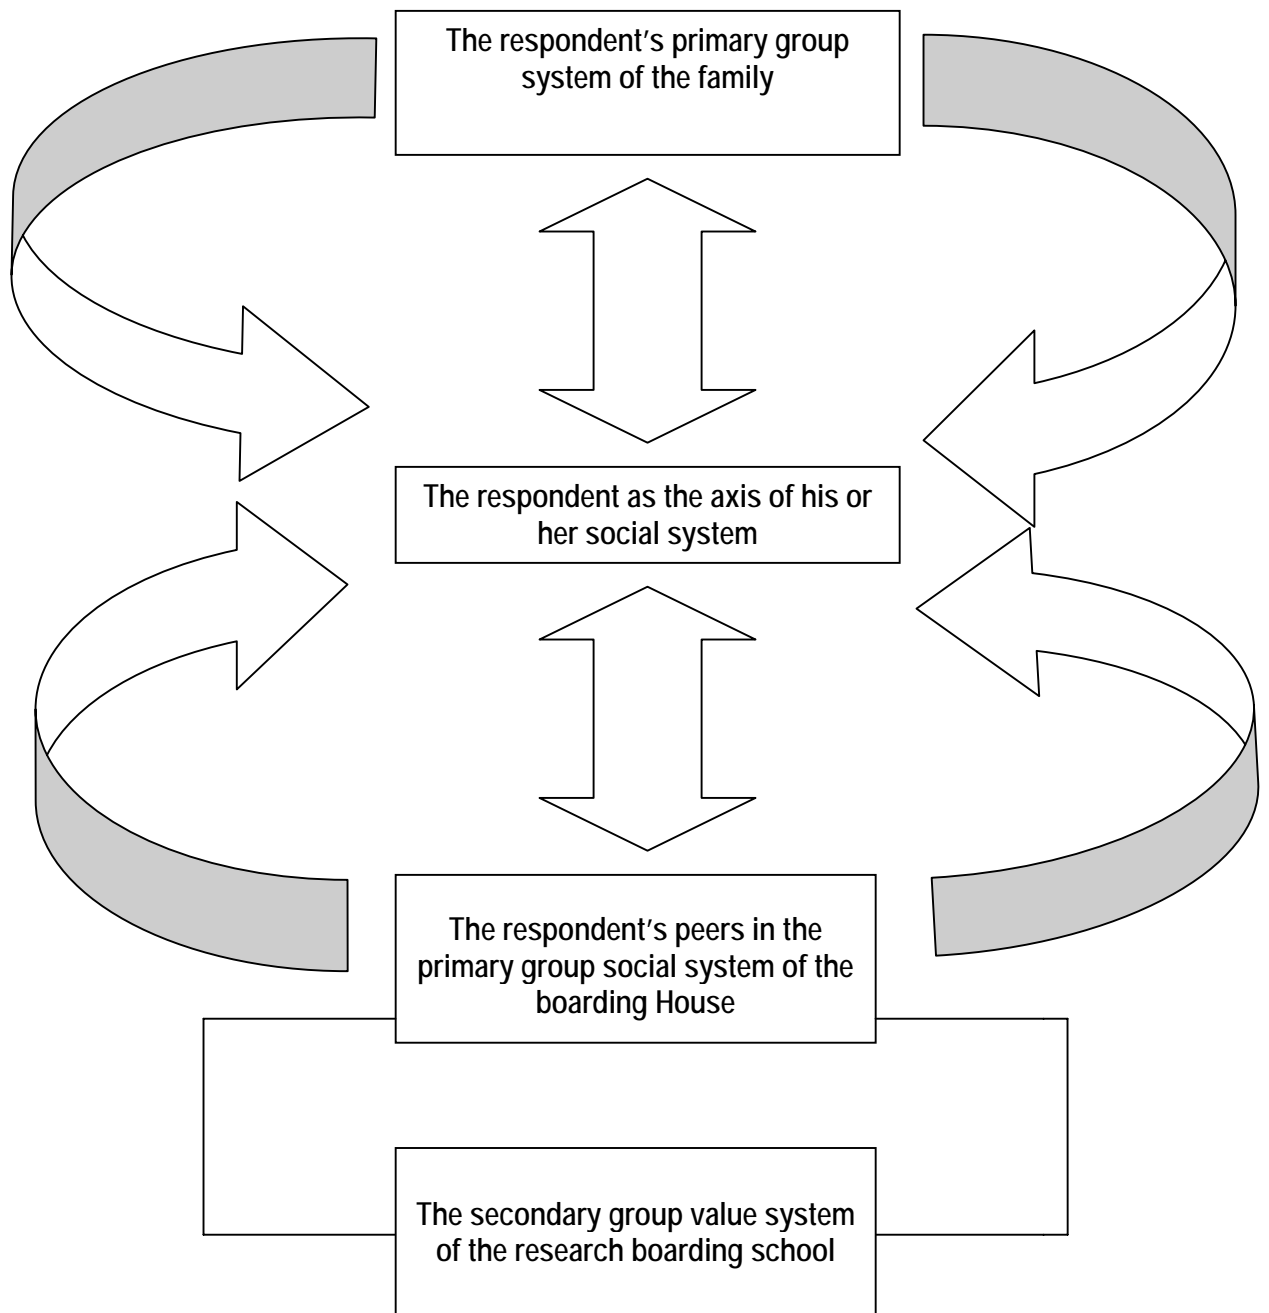 The respondent’s primary group
system of the family
The respondent as the axis of his or
her social system
The respondent’s peers in the
primary group social system of the
boarding House
The secondary group value system
of the research boarding school